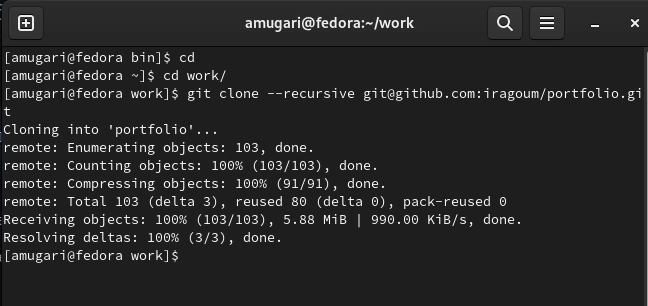 amugari@fedora:~/work
[amugari@fedora bin]$ cd
[amugari@fedora ~]$ cd work/
[amugari@fedora work]$ git clone --recursive git@github.com:iragoum/portfolio.gi
t
Cloning into 'portfolio'...
remote: Enumerating objects: 103, done.
remote: Counting objects: 100% (103/103), done.
remote: Compressing objects: 100% (91/91), done.
remote: Total 103 (delta 3), reused 80 (delta 0), pack-reused 0
Receiving objects: 100% (103/103), 5.88 MiB | 990.00 KiB/s, done.
Resolving deltas: 100% (3/3), done.
[amugari@fedora work]$